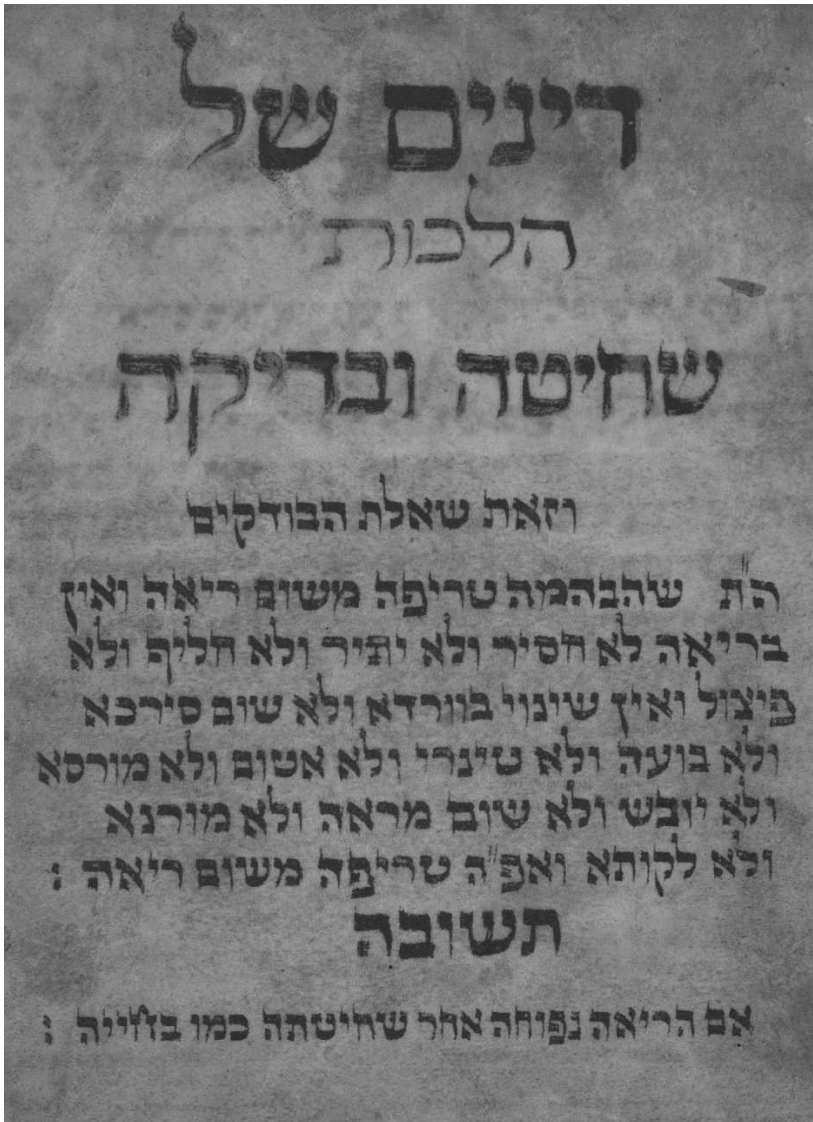 דינים של
הלכות
שחיטה ובדיקה
וזאת שאלת הבודקים
ה״ת שהבהמה טריפה משום ריאה ואין
בריאה לא חסיר ולא יתיר ולא חליף ולא
פיצול ואין שינוי בוורדא ולא שום סירכא
ולא בועה ולא טינרי ולא אטום ולא מורסא
ולא יובש ולא שום מראה ולא מורנא
ולא לקותא ואפ״ה טריפה משום ריאה :
תשובה
אם הריאה נפוחה אחר שחיטתה כמו בחייה :